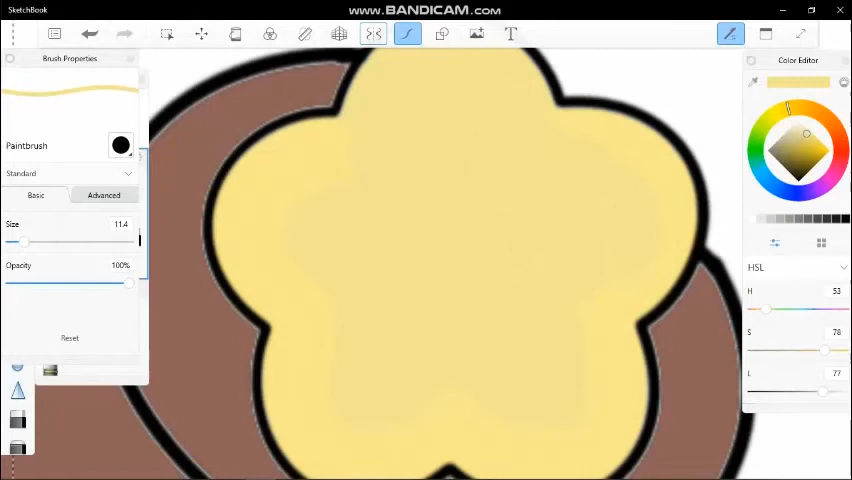 SketchBook
www.BANDICAM.com
Brush Properties
Paintbrush
Standard
Basic
Advanced
Size
11.4
Opacity
100%
Reset
T
Color Editor
HSL
H
53
S
78
L
77